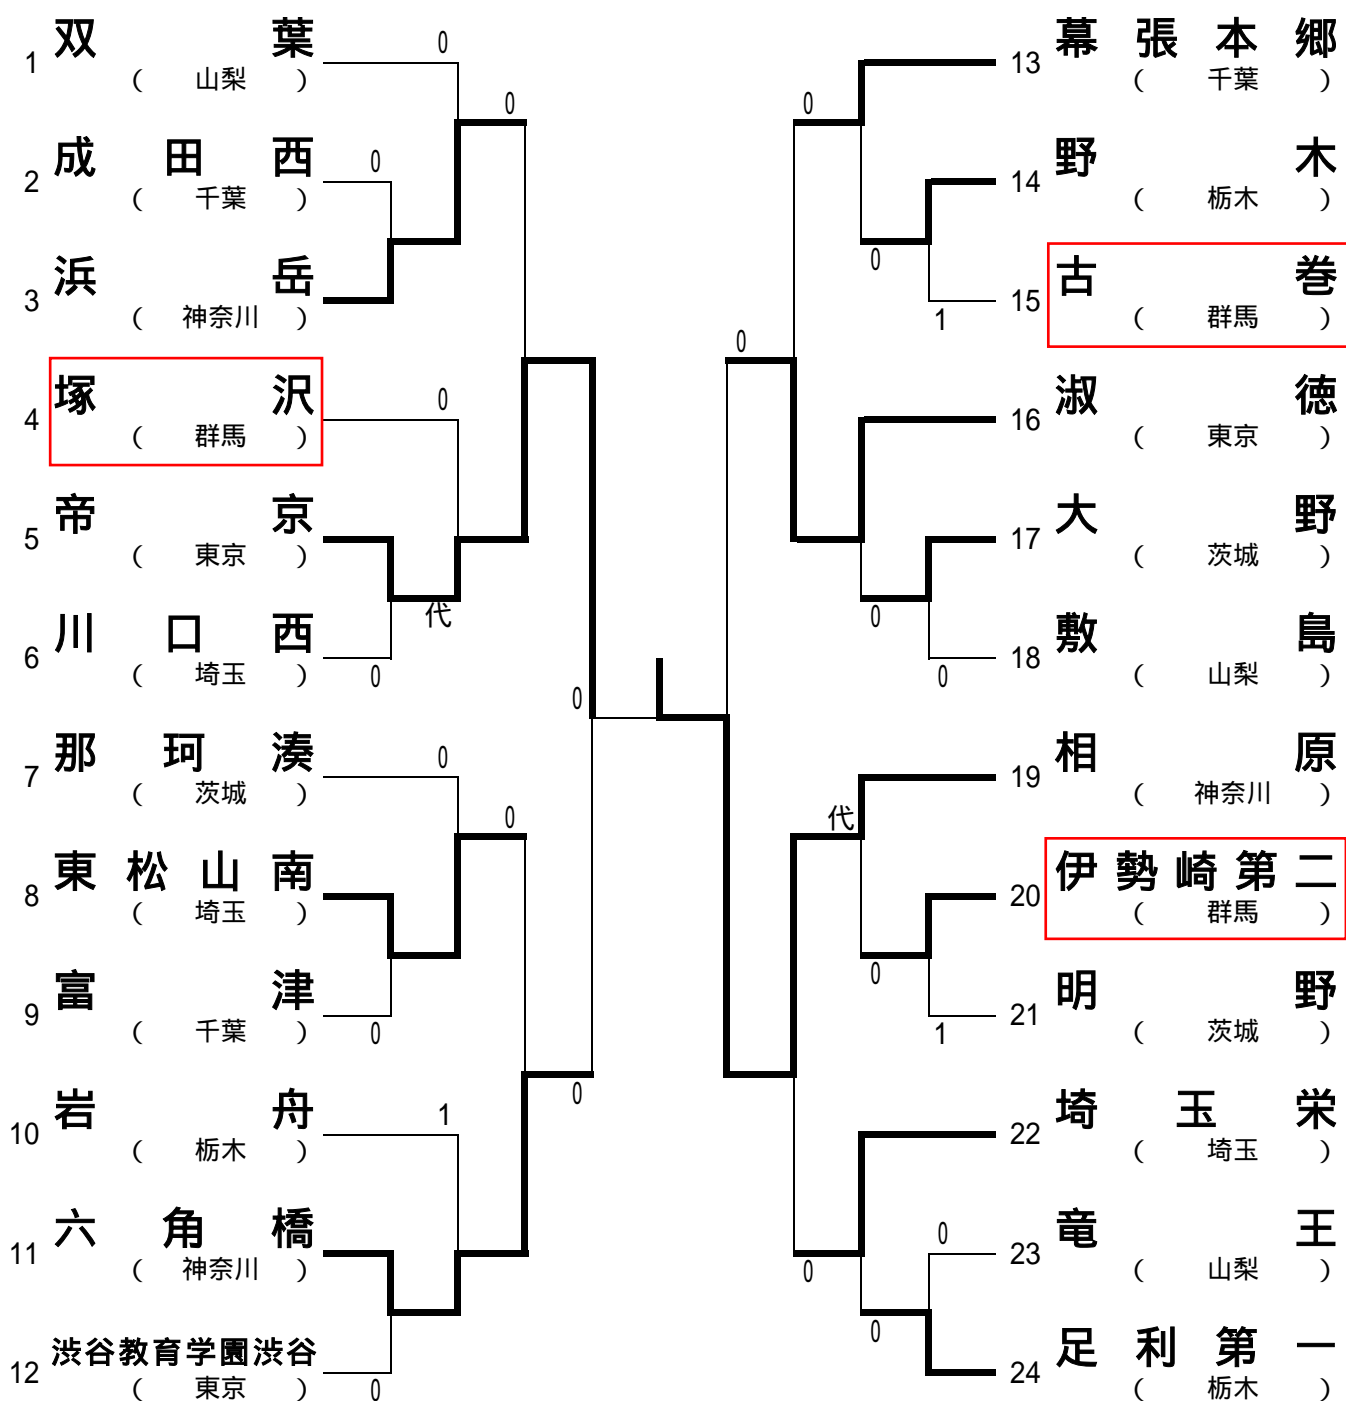 1 双葉
( 山梨 )
2 成田西
( 千葉 )
3 浜岳
( 神奈川 )
4 塚沢
( 群馬 )
5 帝京
( 東京 )
6 川口西
( 埼玉 )
7 那珂湊
( 茨城 )
8 東松山南
( 埼玉 )
9 富津
( 千葉 )
10 岩舟
( 栃木 )
11 六角橋
( 神奈川 )
12 渋谷教育学園渋谷
( 東京 )
0
0
0
0
代
0
0
0
0
0
1
0
0
0
0
0
1
0
0
0
代
0
1
0
0
0
13 幕張本郷
( 千葉 )
14 野木
( 栃木 )
15 古巻
( 群馬 )
16 淑徳
( 東京 )
17 大野
( 茨城 )
18 敷島
( 山梨 )
19 相原
( 神奈川 )
20 伊勢崎第二
( 群馬 )
21 明野
( 茨城 )
22 埼玉栄
( 埼玉 )
23 竜王
( 山梨 )
24 足利第一
( 栃木 )